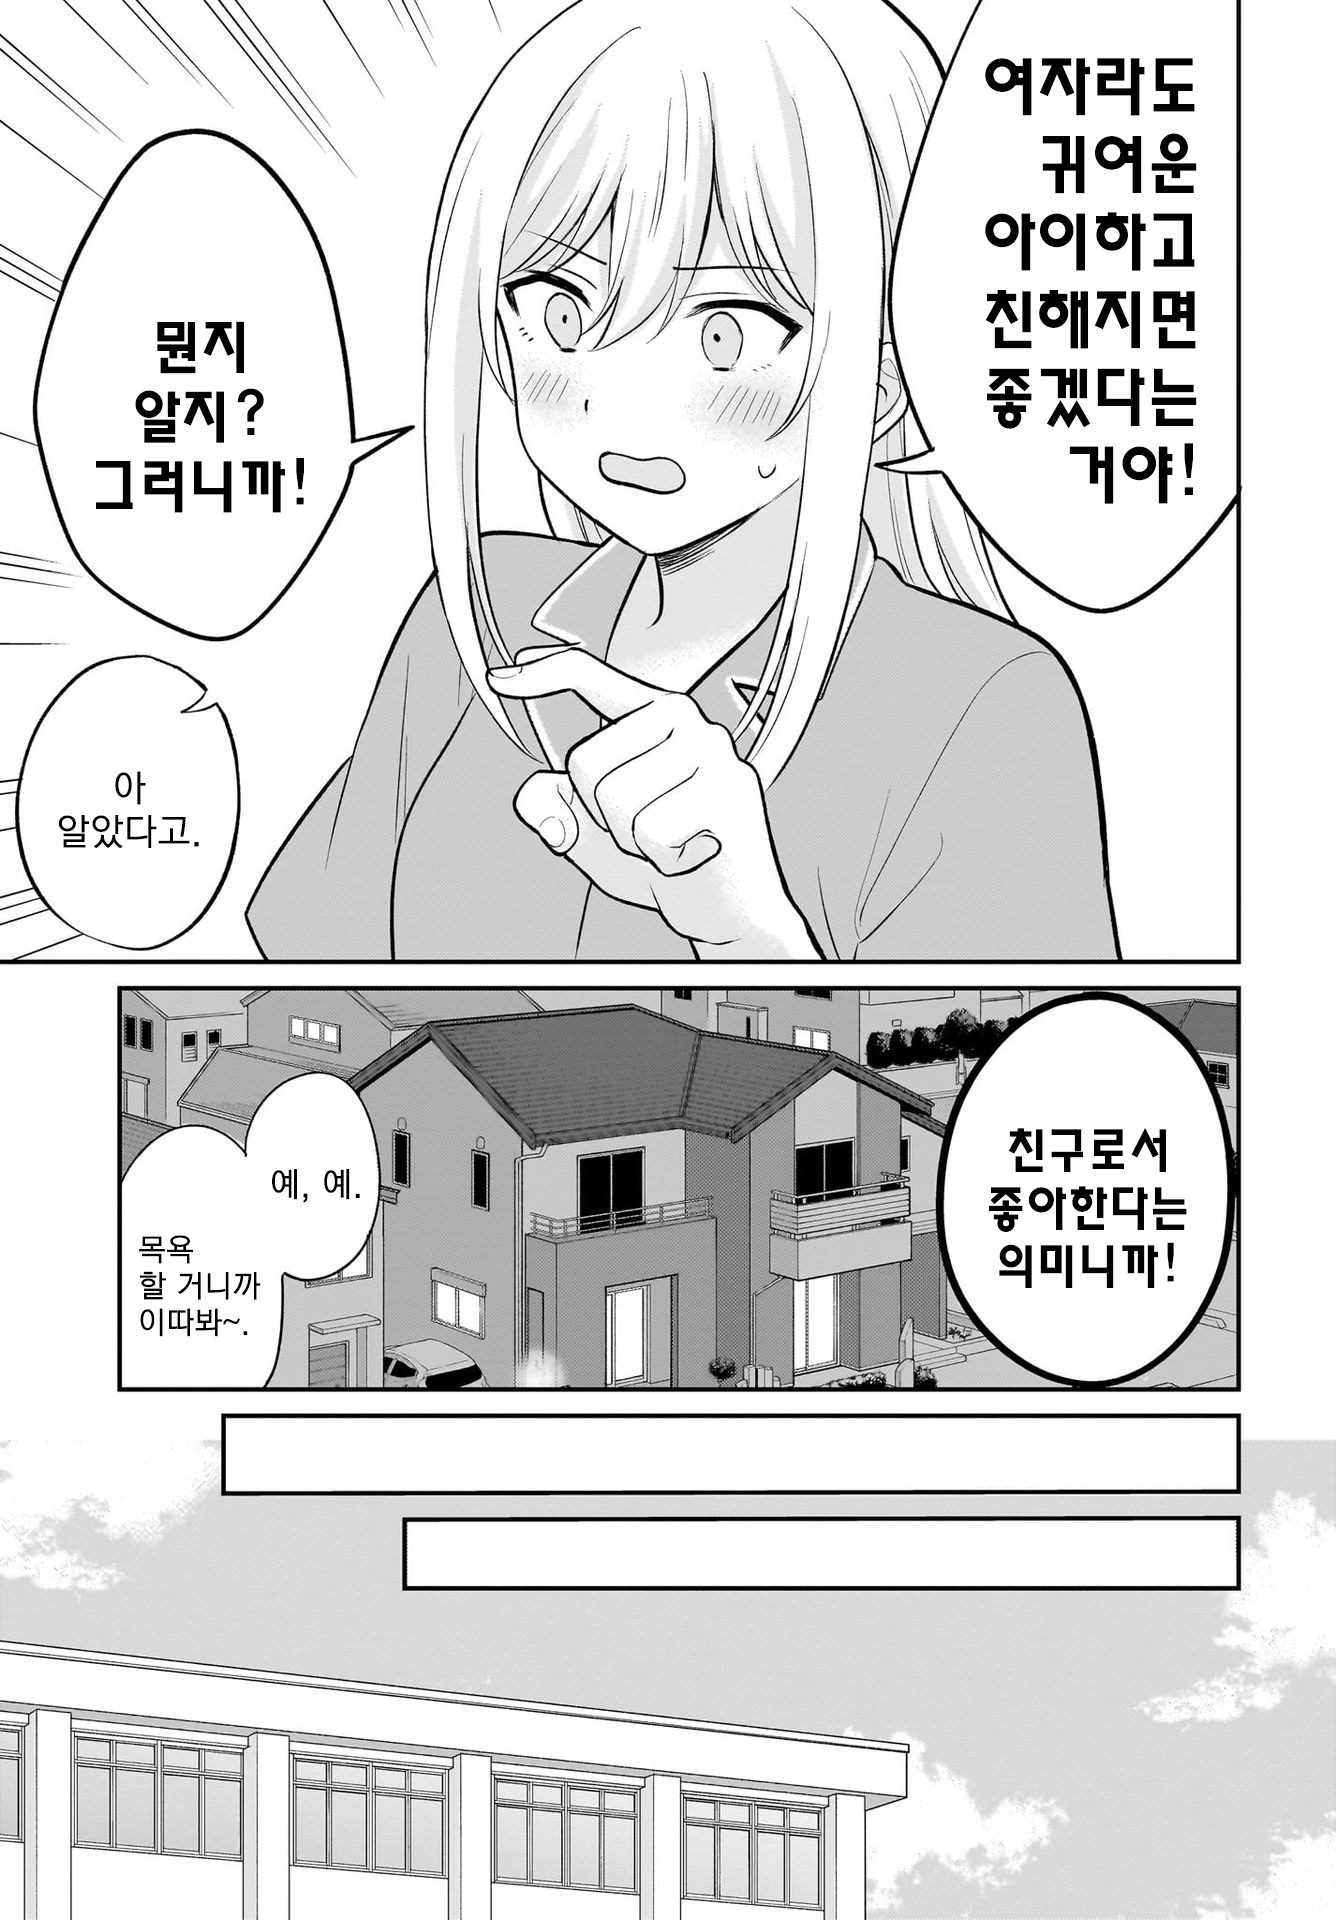 여자라도
귀여운
아이하고
친해지면
좋겠다는
거야!
뭔지
알지?
그러니까!
아
알았다고.
친구로서
좋아한다는
의미니까!
예, 예.
목욕
할 거니까
이따봐~.